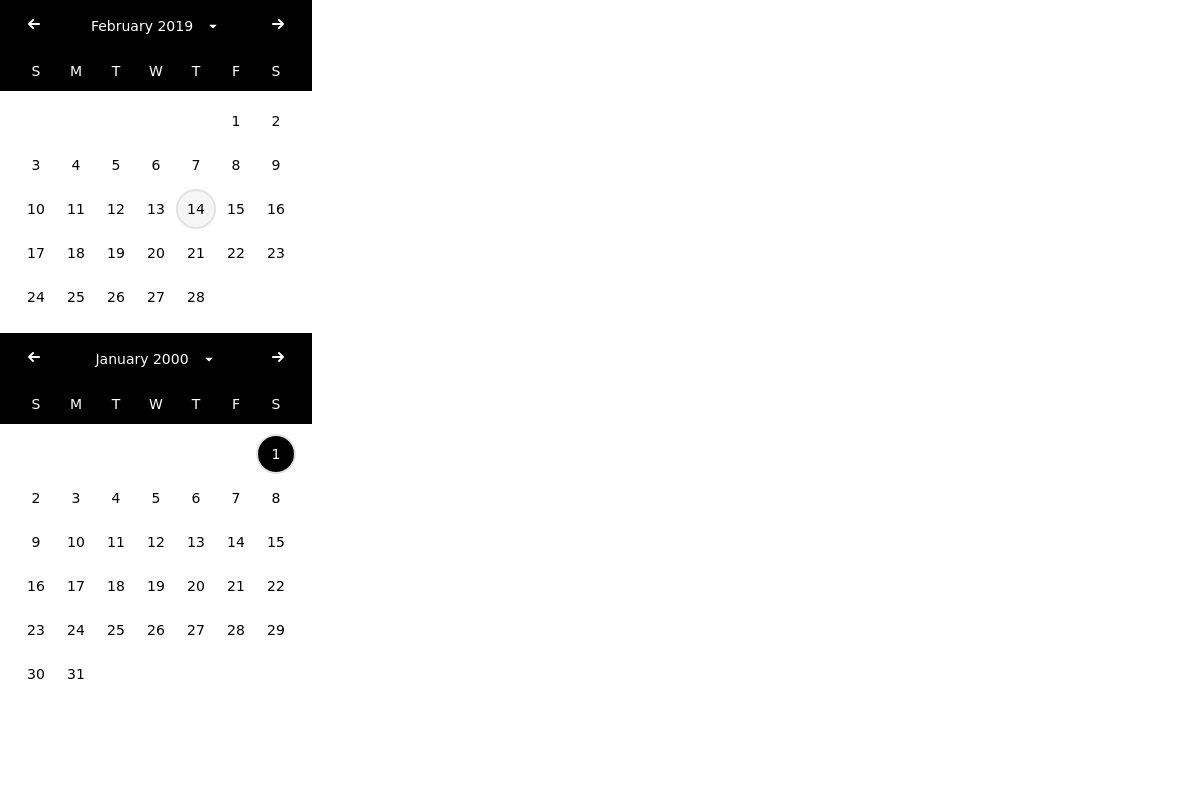 February 2019
S M T W T F S
1 2
3 4 5 6 7 8 9
10 11 12 13 14 15 16
17 18 19 20 21 22 23
24 25 26 27 28
January 2000
S M T W T F S
1
2 3 4 5 6 7 8
9 10 11 12 13 14 15
16 17 18 19 20 21 22
23 24 25 26 27 28 29
30 31